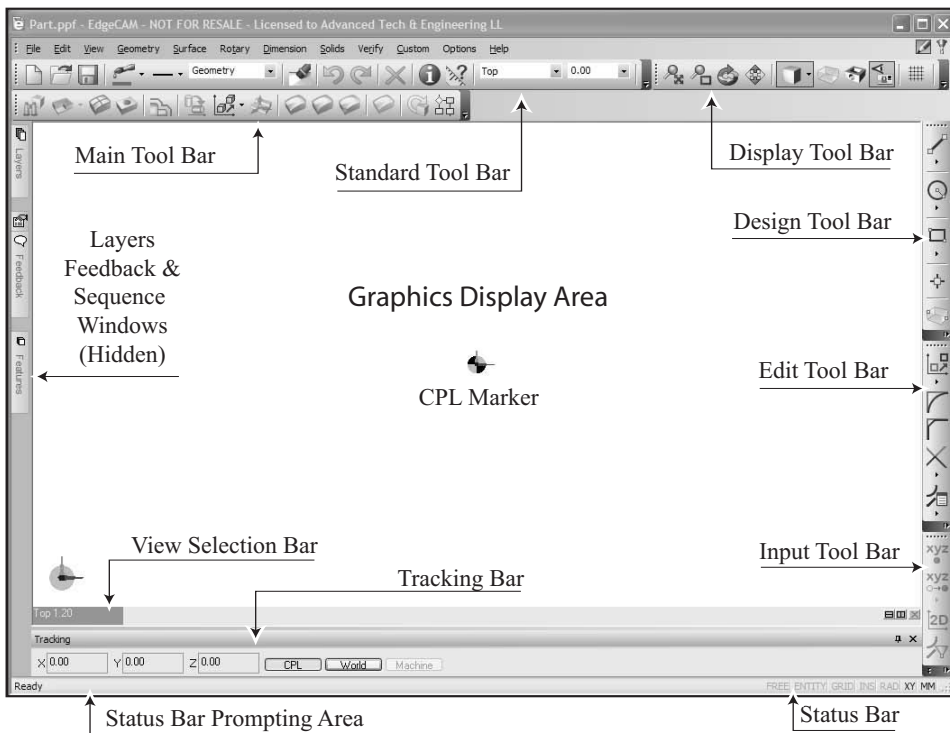 Part.ppf - EdgeCAM - NOT FOR RESALE - Licensed to Advanced Tech & Engineering LL
File Edit View Geometry Surface Rotary Dimension Solids Verify Custom Options Help
Geometry Top 0.00
Main Tool Bar
Standard Tool Bar
Display Tool Bar
Layers
Design Tool Bar
Feedback
Layers
Feedback &
Sequence
Windows
(Hidden)
Graphics Display Area
Features
CPL Marker
Edit Tool Bar
View Selection Bar
Tracking Bar
Input Tool Bar
xyz
xyz
2D
Top 1:20
Tracking
X 0.00 Y 0.00 Z 0.00 CPL World Machine
Ready FREE ENTITY GRID INS RAD XY MM
Status Bar Prompting Area
Status Bar